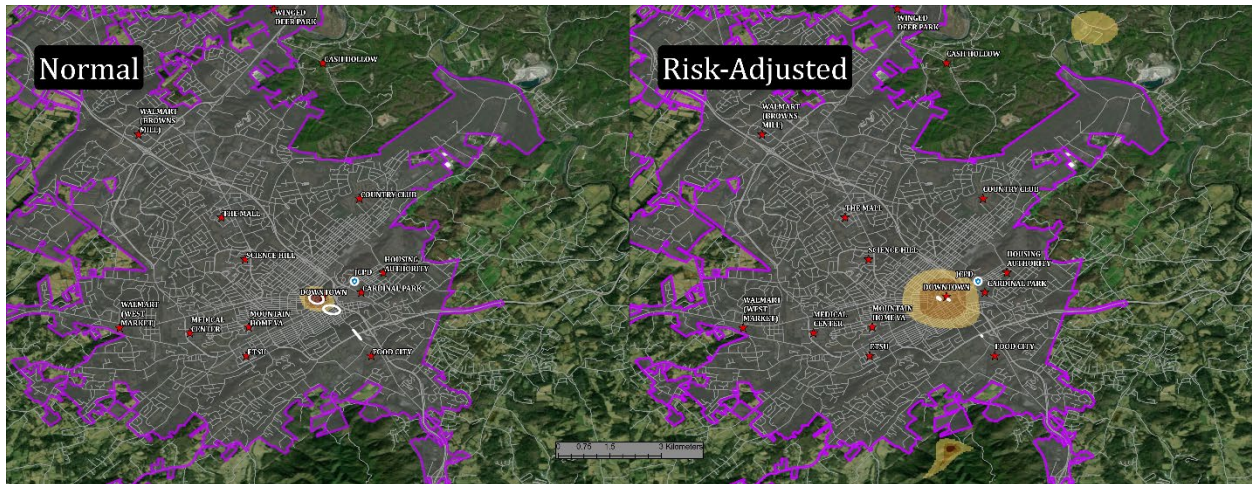 WINGED
DEER PARK
Normal
CASH HOLLOW
WALMART
(BROWNS
MILL)
COUNTRY CLUB
THE MALL
SCIENCE HILL
HOUSING
AUTHORITY
JCPD
DOWNTOWN
CARDINAL PARK
WALMART
(WEST
MARKET)
MEDICAL
CENTER
MOUNTAIN
HOME VA
ETSU
FOOD CITY
WINGED
DEER PARK
Risk-Adjusted
CASH HOLLOW
WALMART
(BROWNS
MILL)
COUNTRY CLUB
THE MALL
SCIENCE HILL
HOUSING
AUTHORITY
JCPD
DOWNTOWN
CARDINAL PARK
WALMART
(WEST
MARKET)
MEDICAL
CENTER
MOUNTAIN
HOME VA
ETSU
FOOD CITY
0 0.75 1.5 3 Kilometers